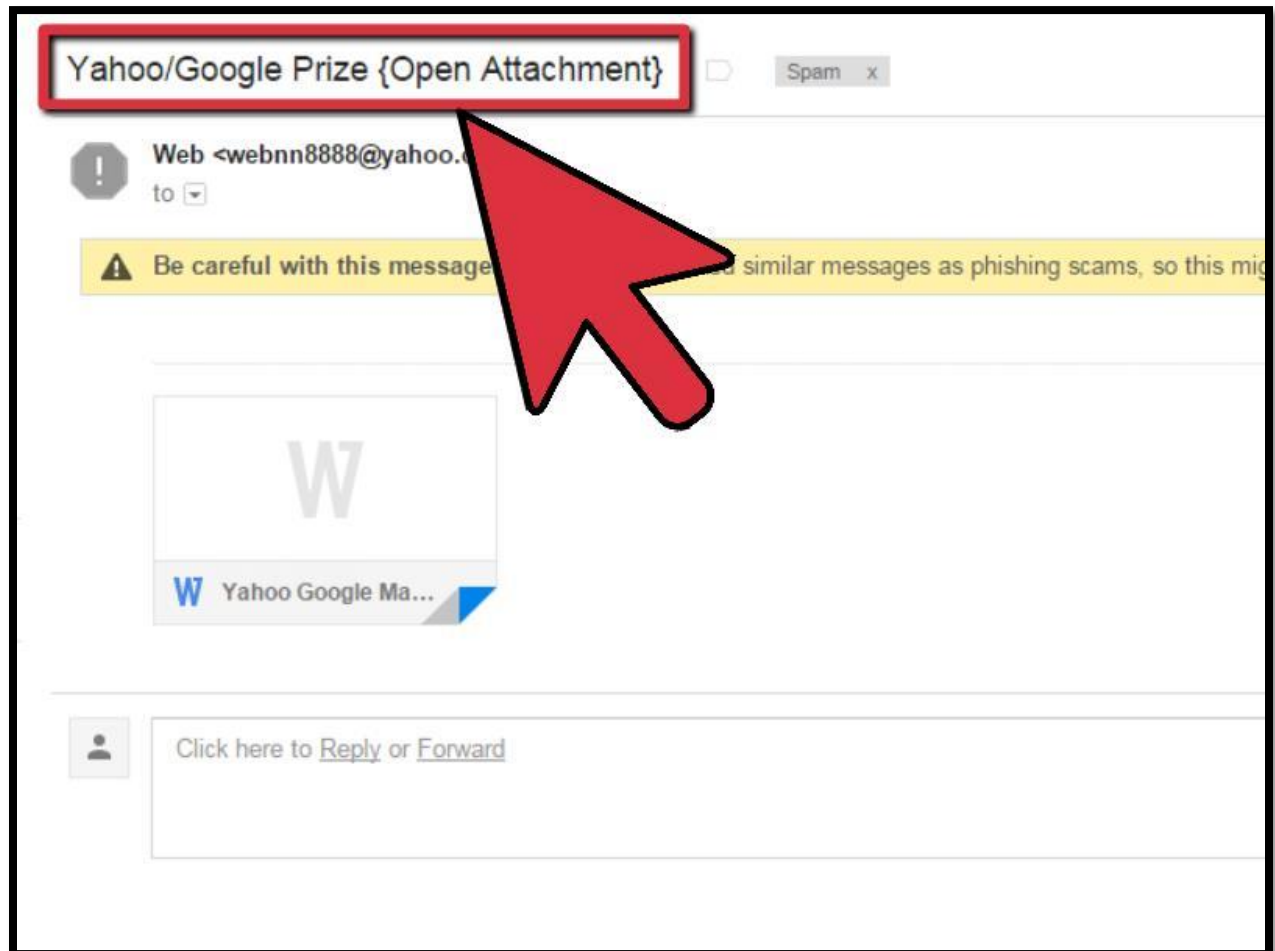 Yahoo/Google Prize {Open Attachment}
Spam x
Web <webnn8888@yahoo.
to
Be careful with this message similar messages as phishing scams, so this
W
W Yahoo Google Ma...
Click here to Reply or Forward